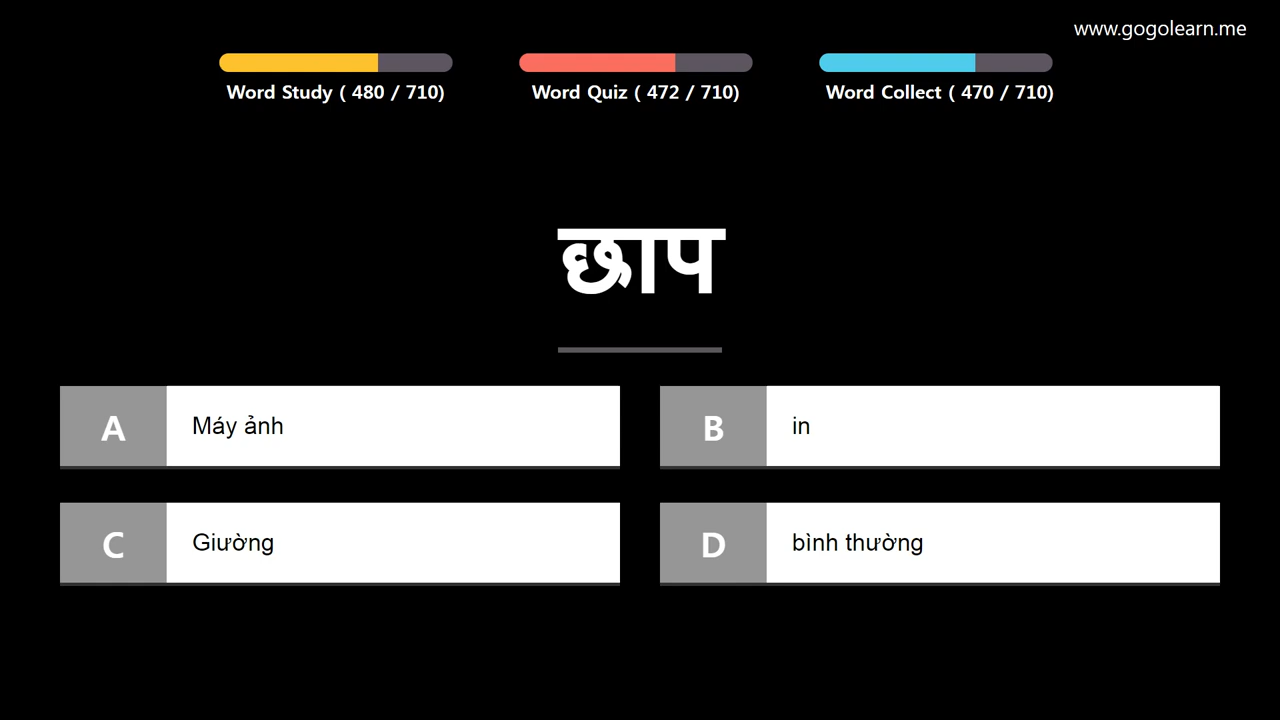 www.gogolearn.me
Word Study ( 480 / 710)
Word Quiz ( 472 / 710)
Word Collect ( 470 / 710)
छाप
A
Máy ảnh
B
in
C
Giường
D
bình thường